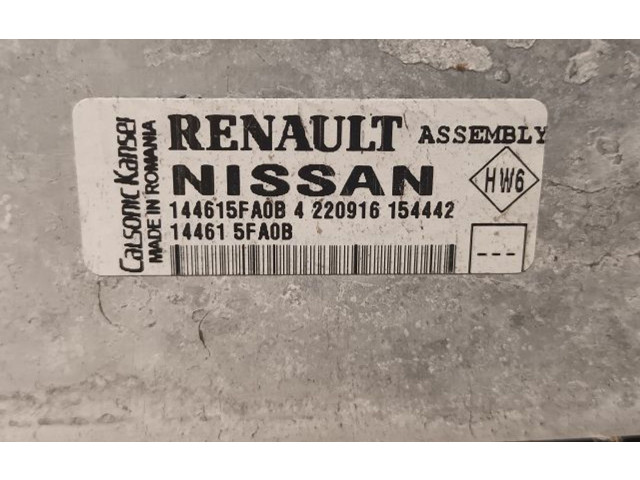 Calsonic Kansei
MADE IN ROMANIA
RENAULT ASSEMBLY
NISSAN
HW6
144615FA0B 4 220916 154442
14461 5FA0B
---